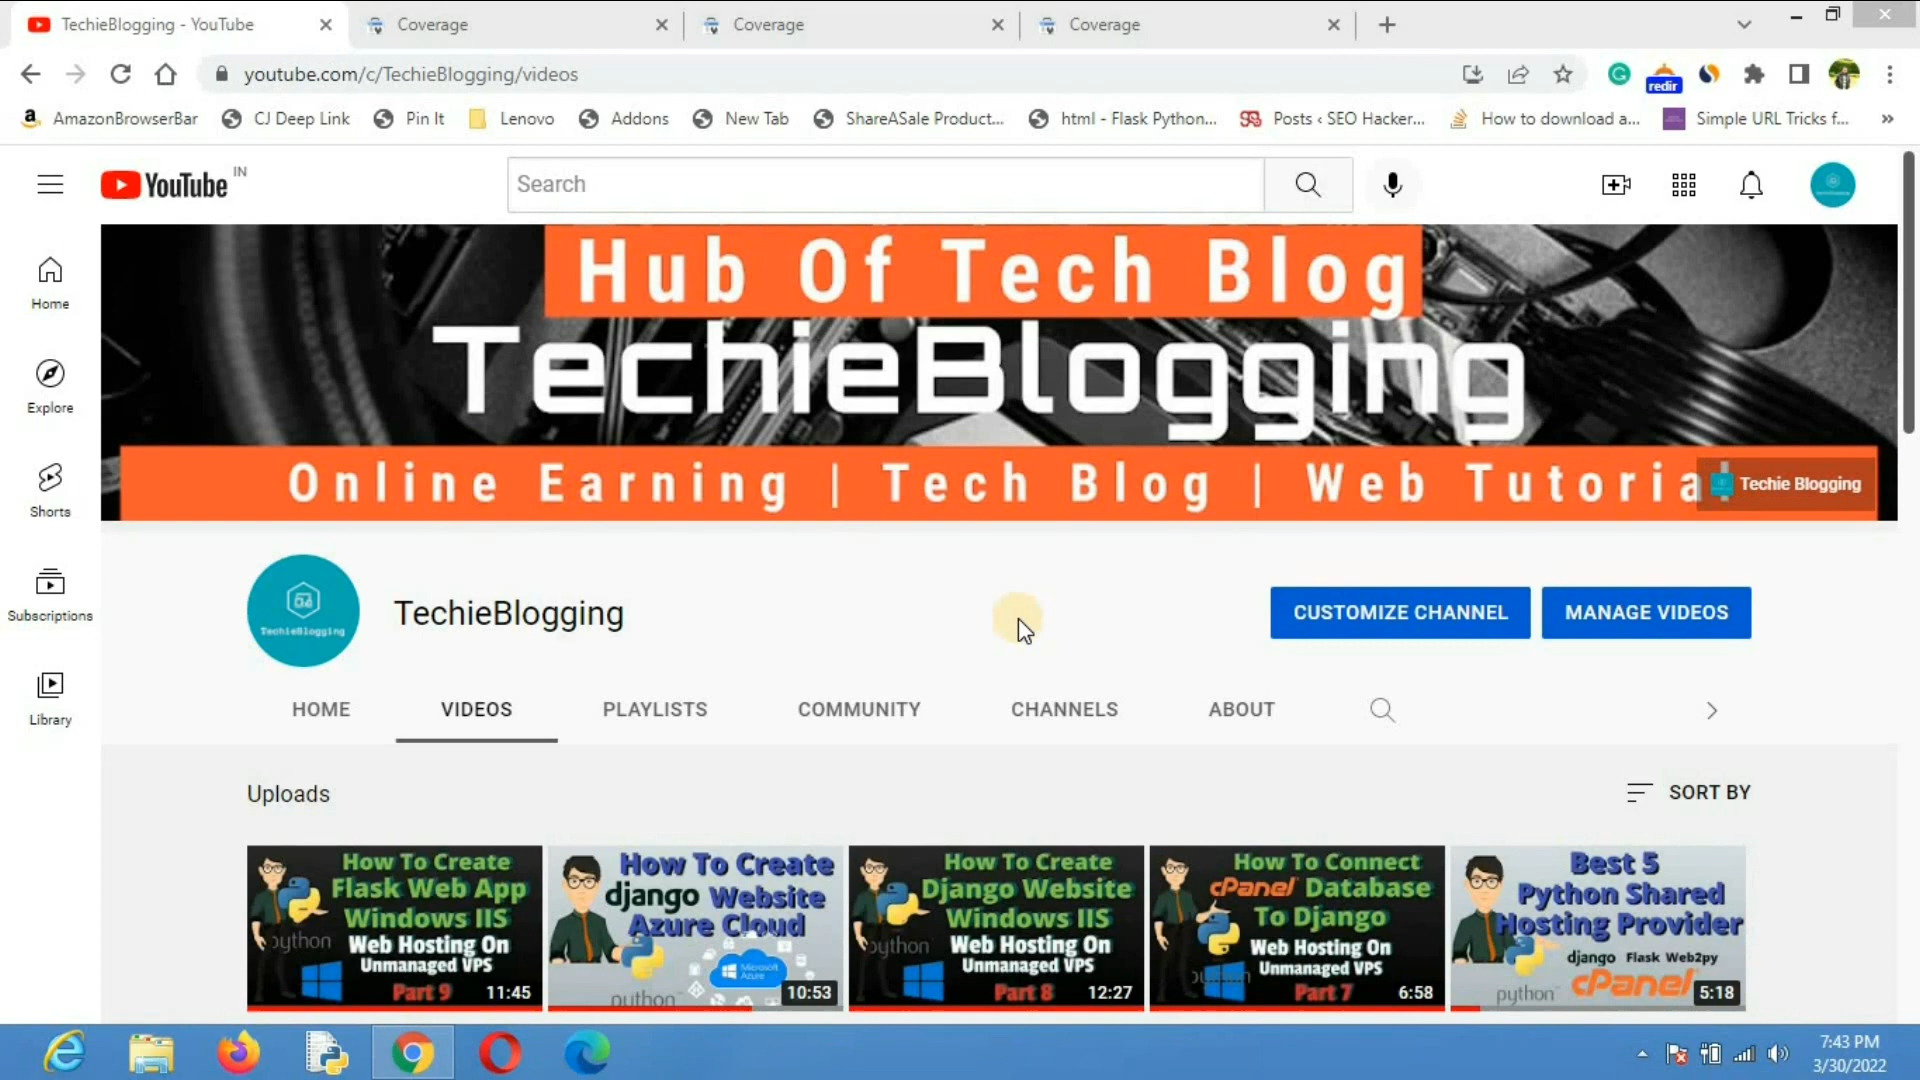 TechieBlogging - YouTube
Coverage
Coverage
Coverage
youtube.com/c/TechieBlogging/videos
redir
AmazonBrowserBar
CJ Deep Link
Pin It
Lenovo
Addons
New Tab
ShareASale Product...
html - Flask Python...
Posts ‹ SEO Hacker...
How to download a...
Simple URL Tricks f...
»
YouTube IN
Search
Hub Of Tech Blog
TechieBlogging
Online Earning | Tech Blog | Web Tutoria
Techie Blogging
Home
Explore
Shorts
Subscriptions
Library
TechieBlogging
TechieBlogging
CUSTOMIZE CHANNEL
MANAGE VIDEOS
HOME
VIDEOS
PLAYLISTS
COMMUNITY
CHANNELS
ABOUT
Uploads
SORT BY
How To Create
Flask Web App
Windows IIS
python
Web Hosting On
Unmanaged VPS
Part 9
11:45
How To Create
django Website
Azure Cloud
Microsoft
Azure
python
10:53
How To Create
Django Website
Windows IIS
python
Web Hosting On
Unmanaged VPS
Part 8
12:27
How To Connect
cPanel Database
To Django
Web Hosting On
Unmanaged VPS
Part 7
6:58
Best 5
Python Shared
Hosting Provider
django Flask Web2py
python
cPanel
5:18
7:43 PM
3/30/2022